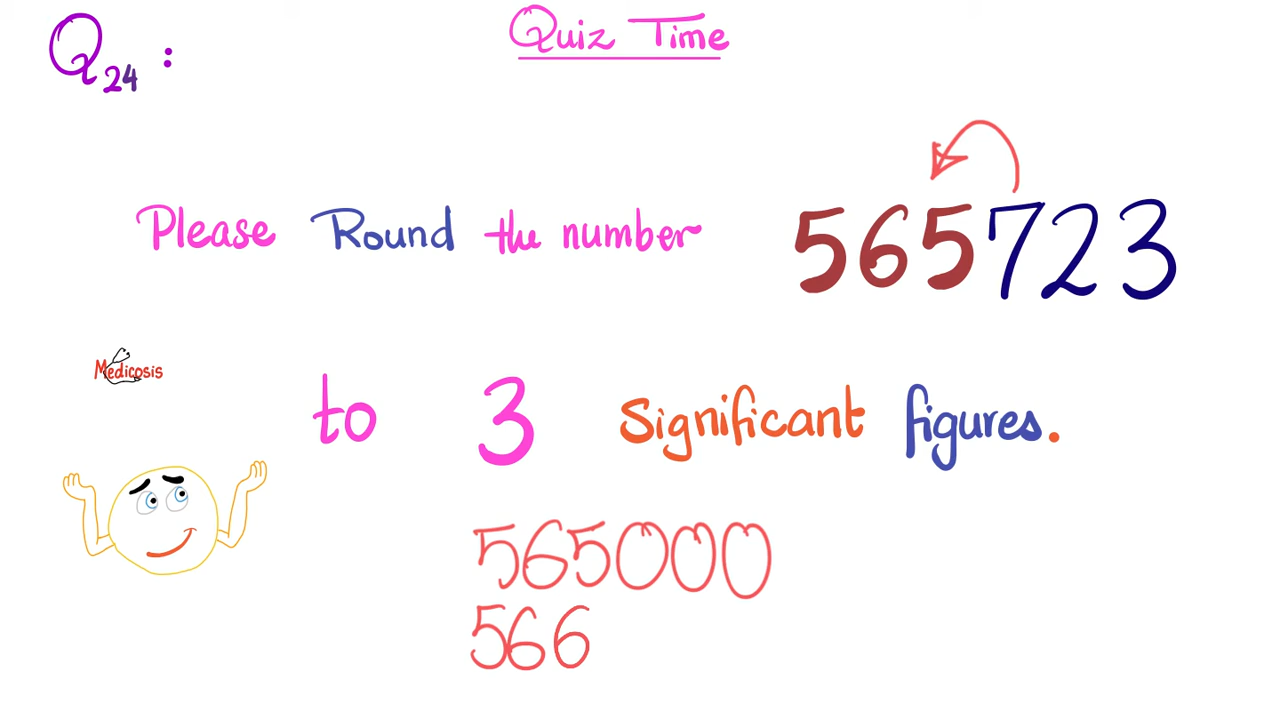 Quiz Time
Q24:
Please Round the number 565723
Medicosis
to 3 Significant figures.
565000
566